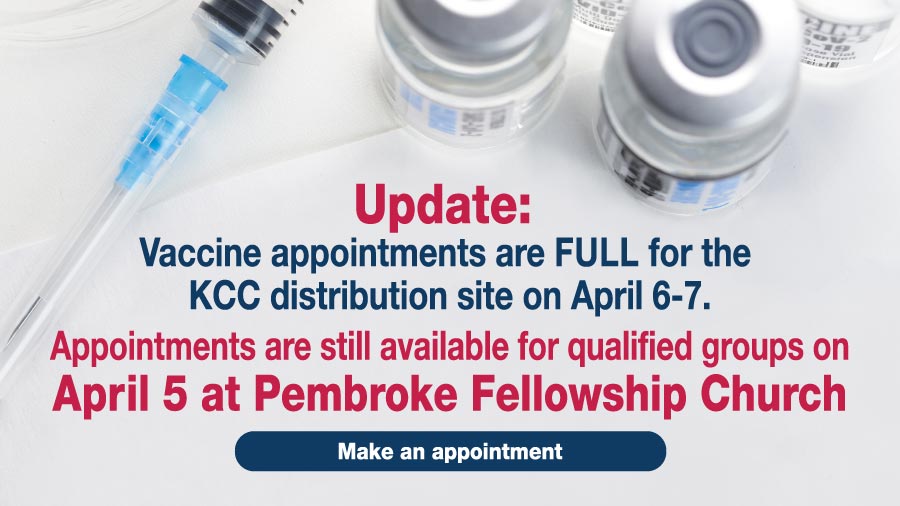 Update:
Vaccine appointments are FULL for the
KCC distribution site on April 6-7.
Appointments are still available for qualified groups on
April 5 at Pembroke Fellowship Church
Make an appointment